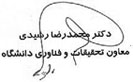 دکتر محمدرضا رشیدی
معاون تحقیقات و فناوری دانشگاه